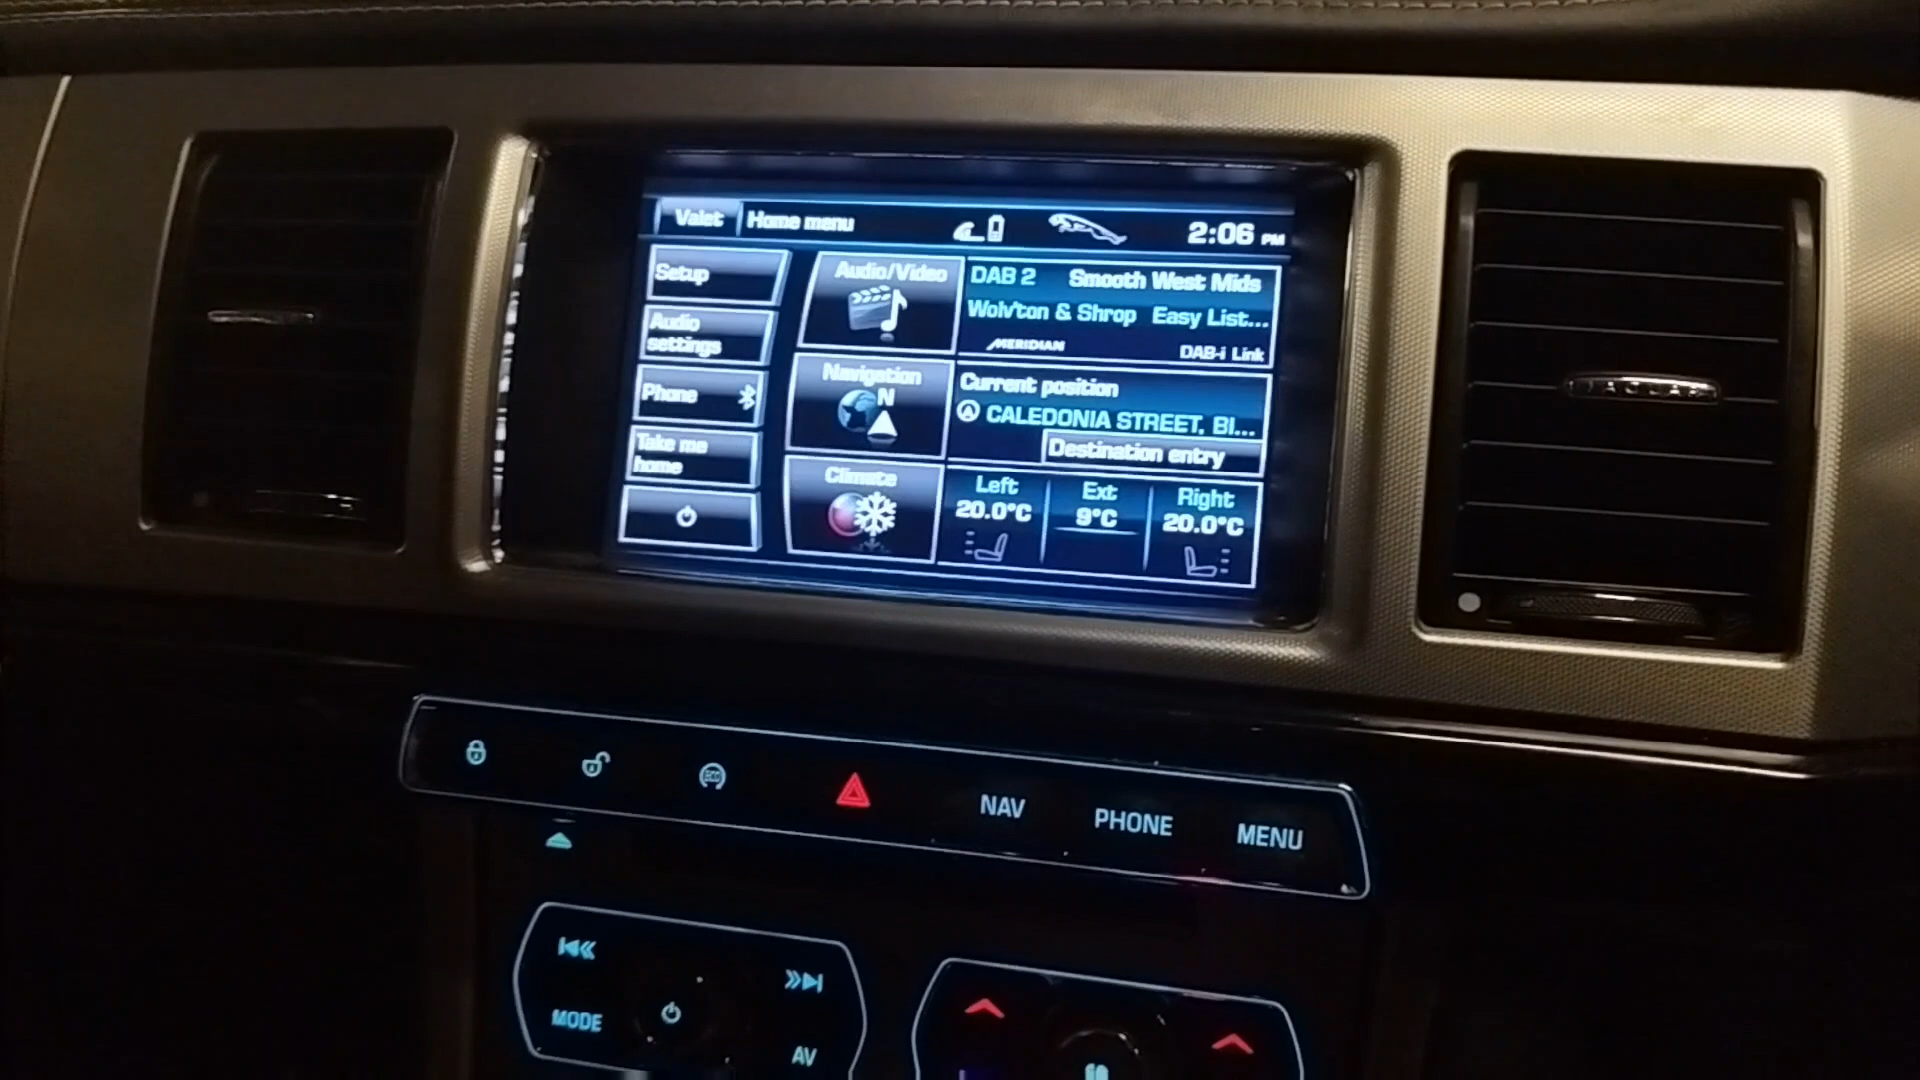 Valet Home menu 2:06 PM
Setup
Audio settings
Phone
Take me home
Audio/Video
DAB 2 Smooth West Mids
Wolv'ton & Shrop Easy List...
MERIDIAN DAB-i Link
Navigation
N
Current position
CALEDONIA STREET, BI...
Destination entry
Climate
Left Ext Right
20.0°C 9°C 20.0°C
JAGUAR
ECO
NAV PHONE MENU
MODE
AV